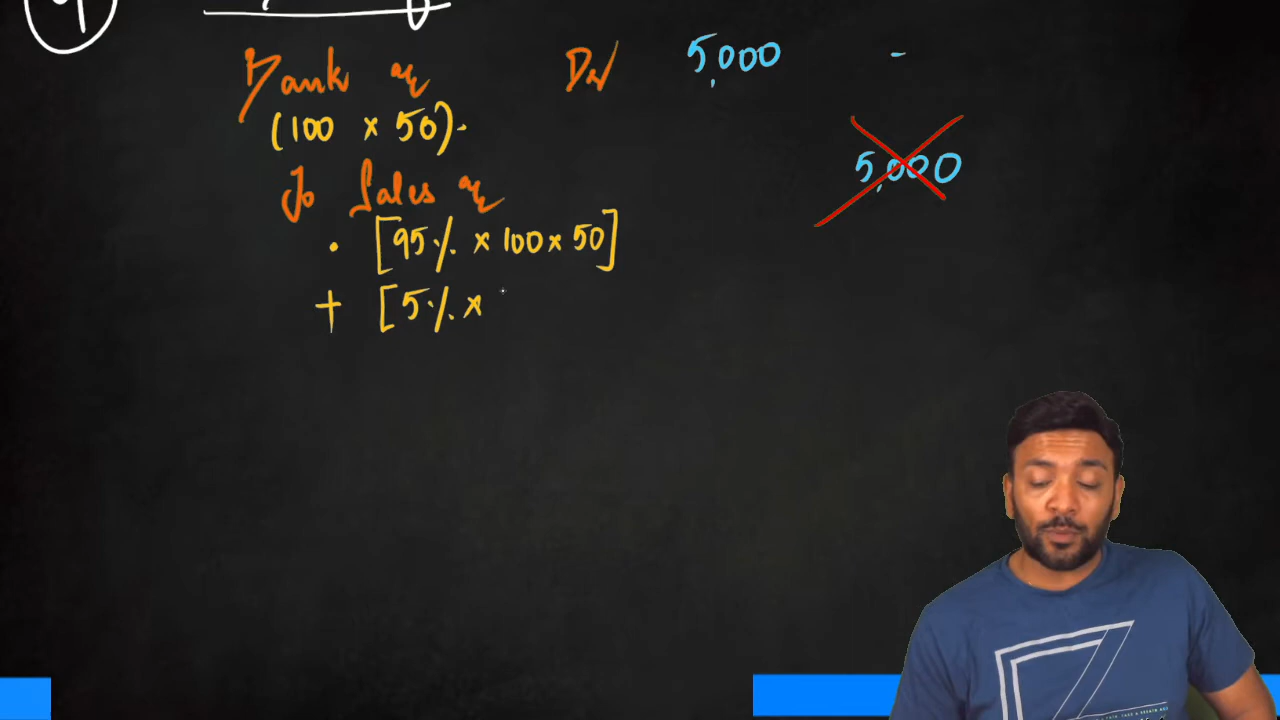 Bank a/c Dr 5,000 -
(100 x 50).
5,000
To Sales a/c
. [95% x 100 x 50]
+ [5% x